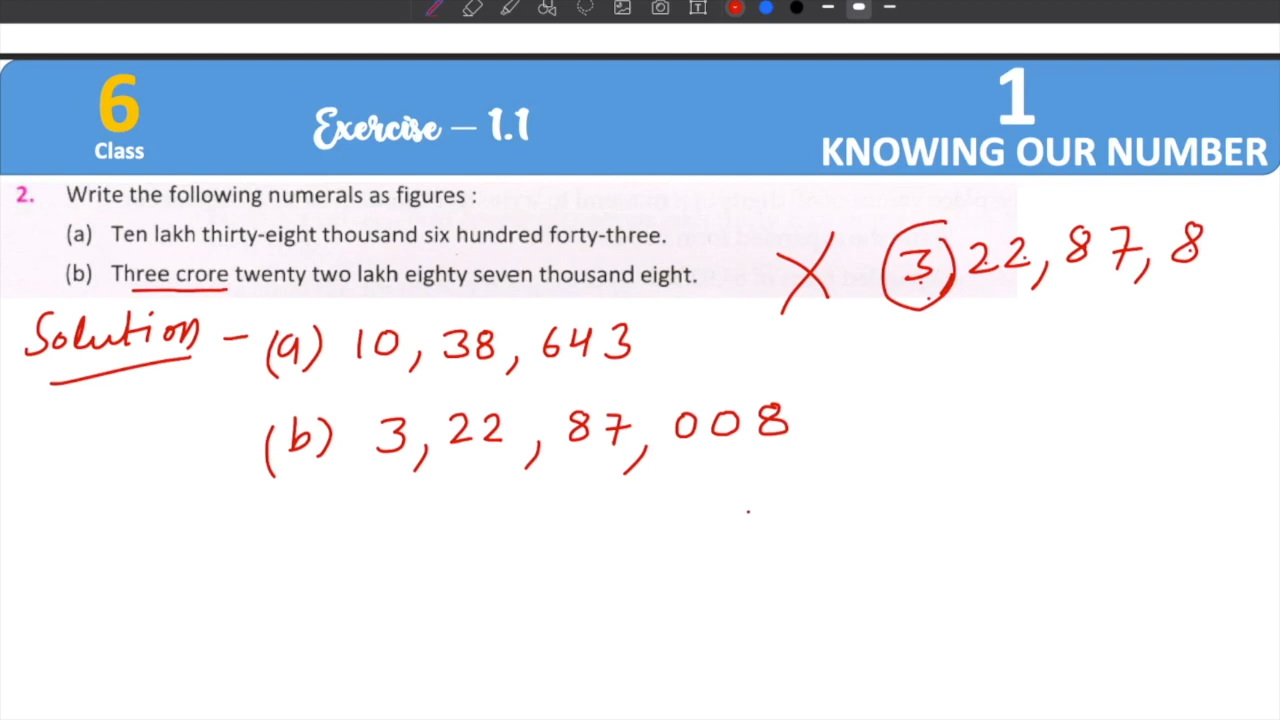 6
Class
Exercise – 1.1
1
KNOWING OUR NUMBER
2. Write the following numerals as figures :
(a) Ten lakh thirty-eight thousand six hundred forty-three.
(b) Three crore twenty two lakh eighty seven thousand eight.
X 3,22,87,8
Solution – (a) 10,38,643
(b) 3,22,87,008